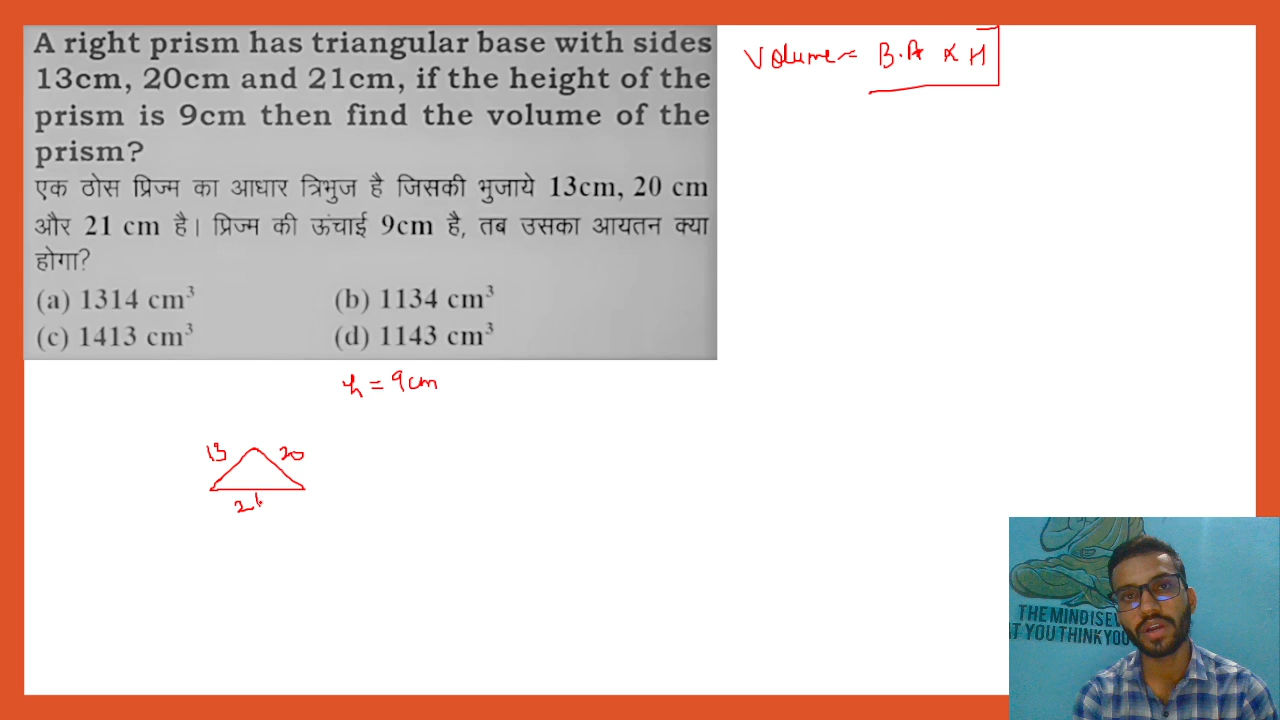 A right prism has triangular base with sides
13cm, 20cm and 21cm, if the height of the
prism is 9cm then find the volume of the
prism?
एक ठोस प्रिज्म का आधार त्रिभुज है जिसकी भुजाये 13cm, 20 cm
और 21 cm है। प्रिज्म की ऊंचाई 9cm है, तब उसका आयतन क्या
होगा?
(a) 1314 cm³ (b) 1134 cm³
(c) 1413 cm³ (d) 1143 cm³
Volume = B.A × H
h = 9cm
13 20
21
THE MIND IS EV
AT YOU THINK YOU